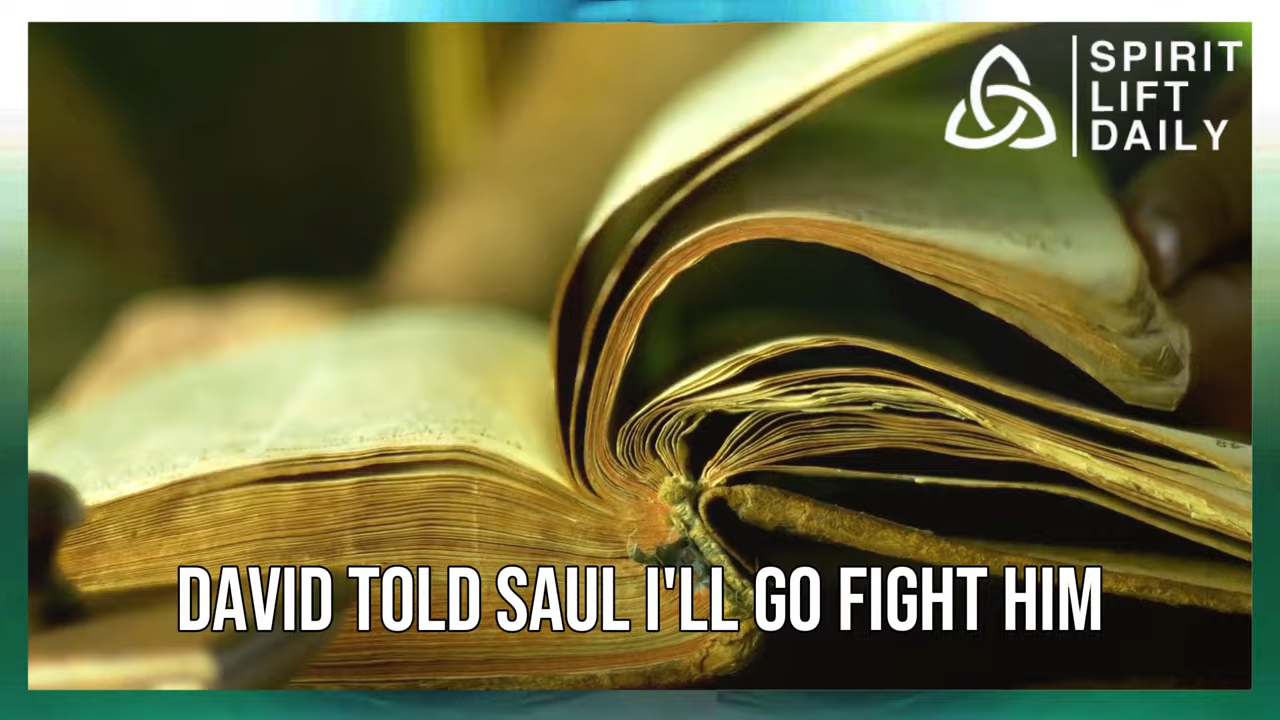 SPIRIT
LIFT
DAILY
DAVID TOLD SAUL I'LL GO FIGHT HIM